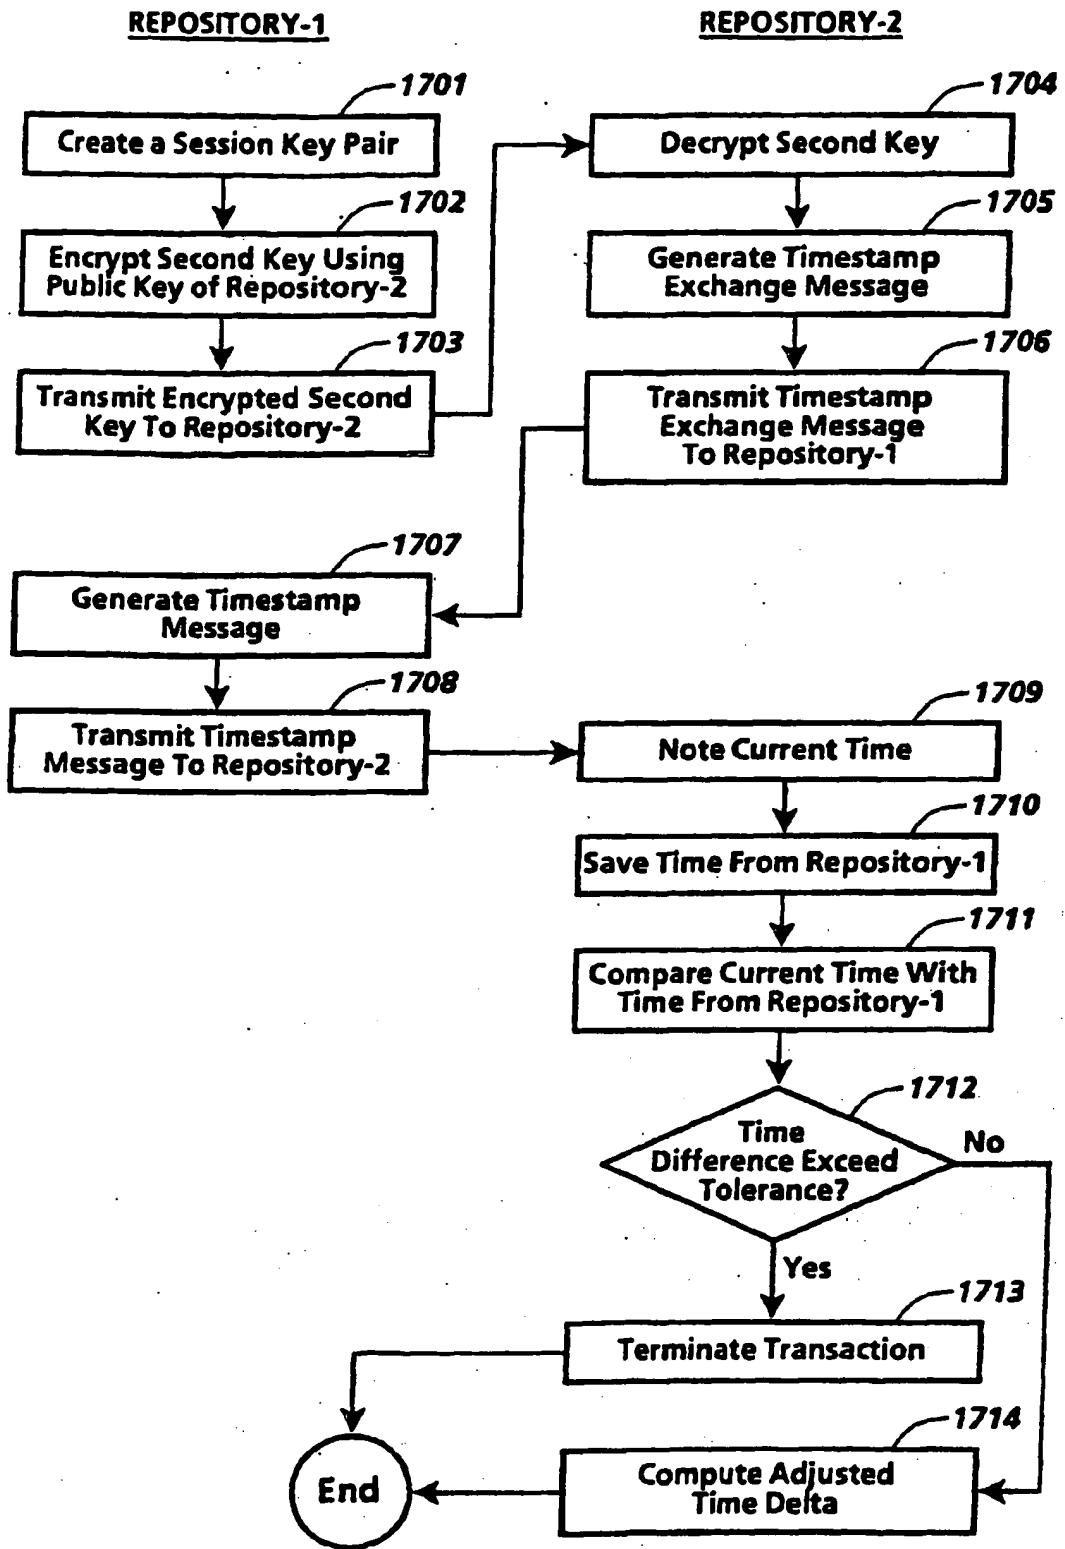 REPOSITORY-1
REPOSITORY-2
1701
Create a Session Key Pair
1702
Encrypt Second Key Using
Public Key of Repository-2
1703
Transmit Encrypted Second
Key To Repository-2
1704
Decrypt Second Key
1705
Generate Timestamp
Exchange Message
1706
Transmit Timestamp
Exchange Message
To Repository-1
1707
Generate Timestamp
Message
1708
Transmit Timestamp
Message To Repository-2
1709
Note Current Time
1710
Save Time From Repository-1
1711
Compare Current Time With
Time From Repository-1
1712
Time
Difference Exceed
Tolerance?
No
Yes
1713
Terminate Transaction
1714
Compute Adjusted
Time Delta
End